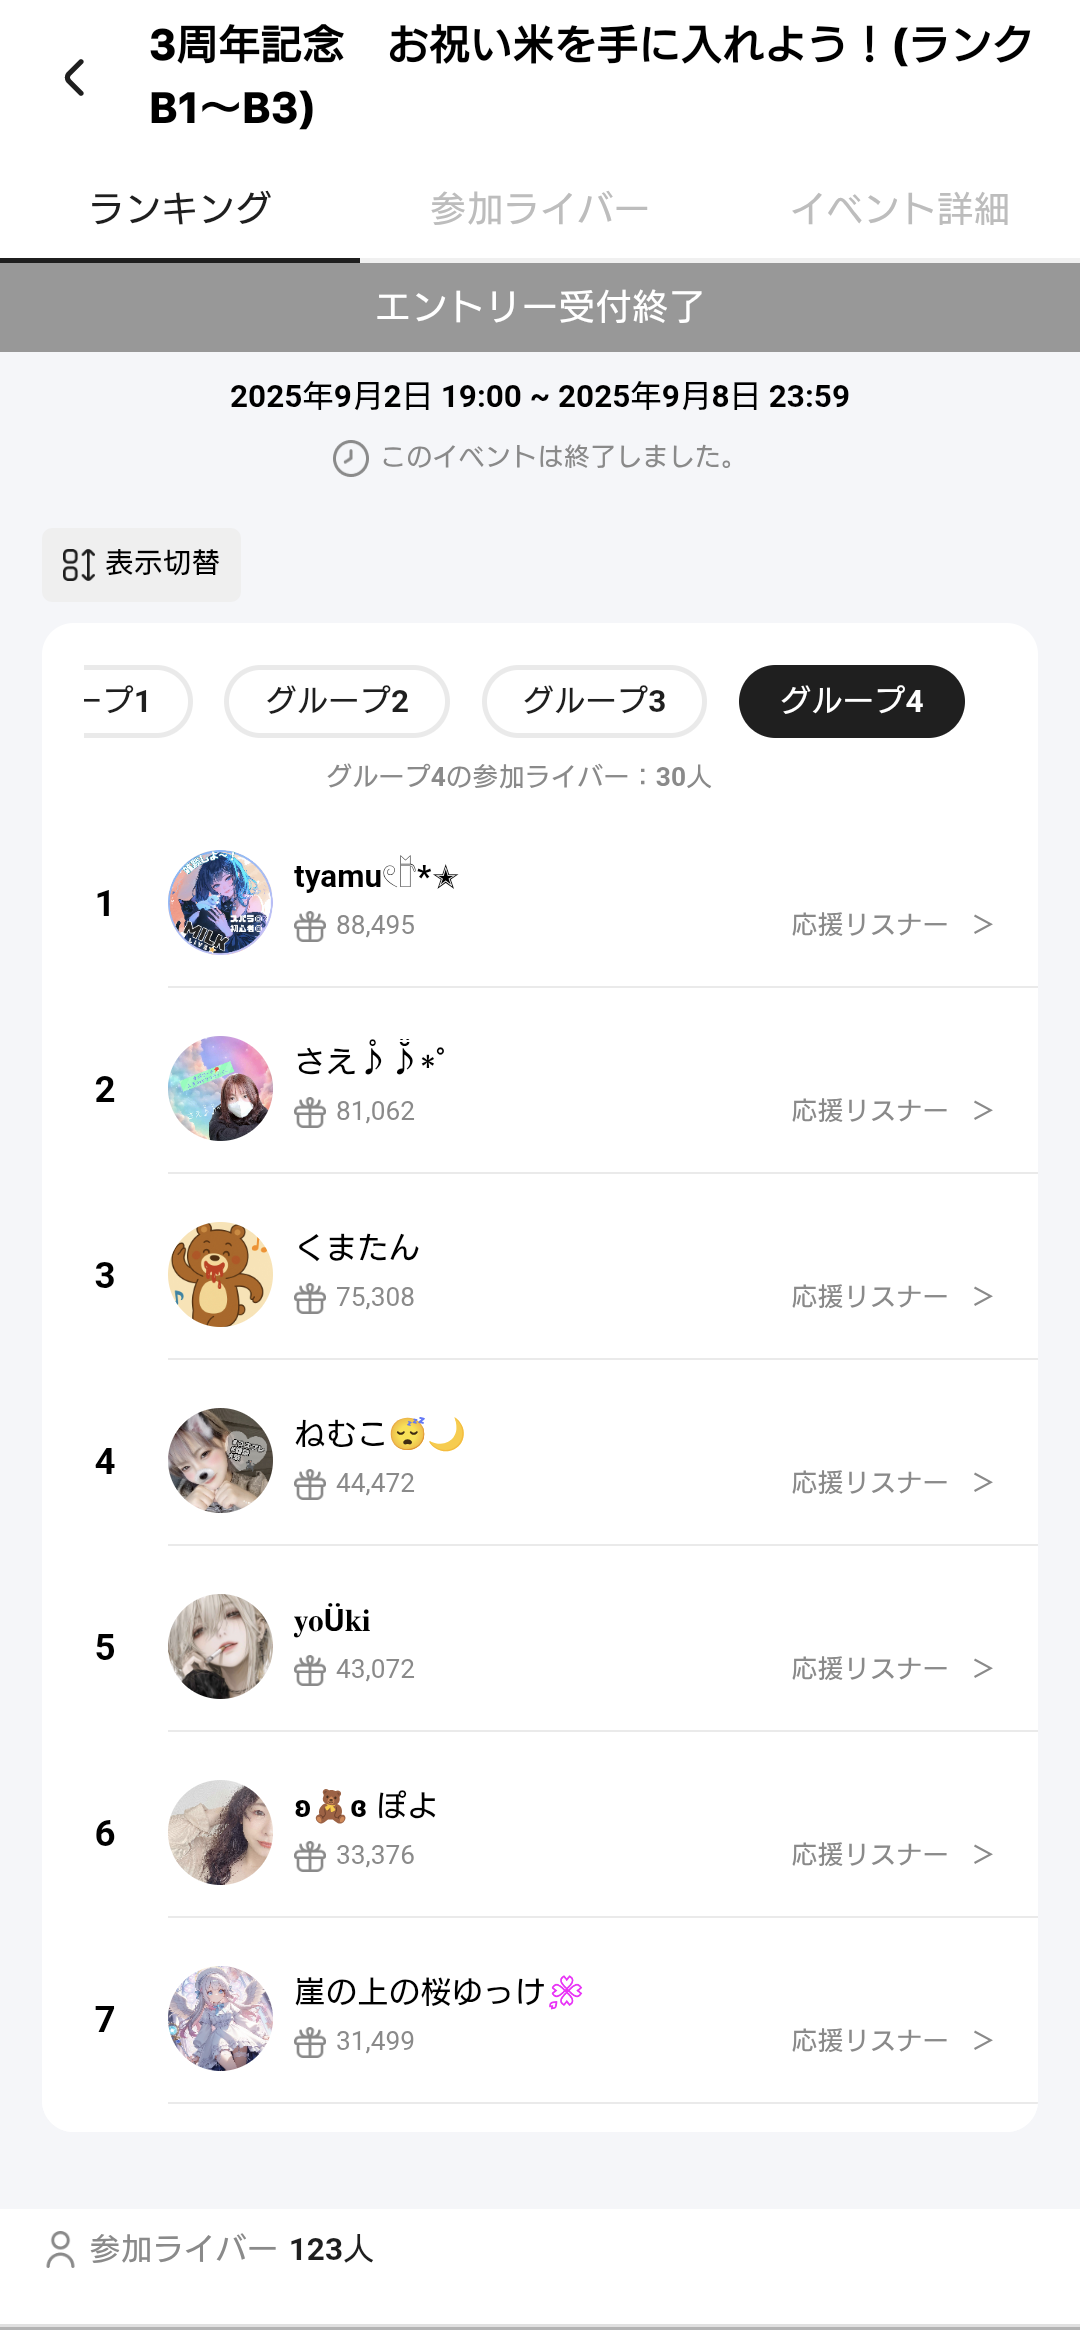 3周年記念　お祝い米を手に入れよう！(ランク
B1〜B3)
ランキング 参加ライバー イベント詳細
エントリー受付終了
2025年9月2日 19:00 ~ 2025年9月8日 23:59
このイベントは終了しました。
表示切替
ープ1 グループ2 グループ3 グループ4
グループ4の参加ライバー：30人
1
tyamu𓏲𓎨*✭
88,495 応援リスナー >
2
さえ♪̊ ♪̆̈⁎˚
81,062 応援リスナー >
3
くまたん
75,308 応援リスナー >
4
ねむこ😴🌙
44,472 応援リスナー >
5
yoÜki
43,072 応援リスナー >
6
ʚ🧸ɞ ぽよ
33,376 応援リスナー >
7
崖の上の桜ゆっけ🌸
31,499 応援リスナー >
参加ライバー 123人